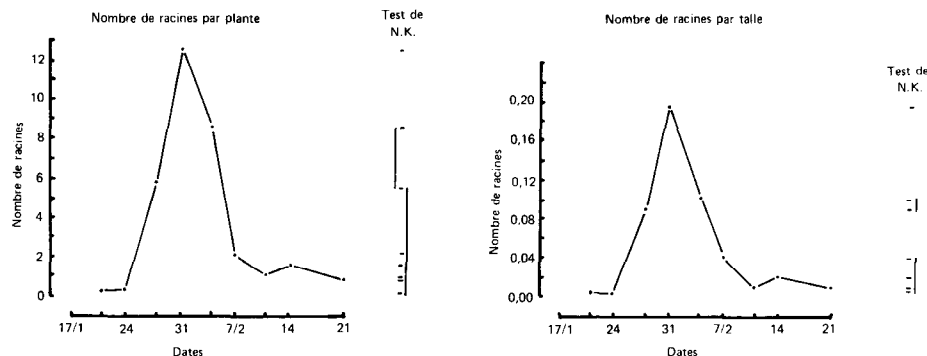 Nombre de racines par plante
Test de
N.K.
12
10
8
6
4
2
0
Nombre de racines
17/1 24 31 7/2 14 21
Dates
Nombre de racines par talle
Test de
N.K.
0,20
0,16
0,12
0,08
0,04
0,00
Nombre de racines
17/1 24 31 7/2 14 21
Dates